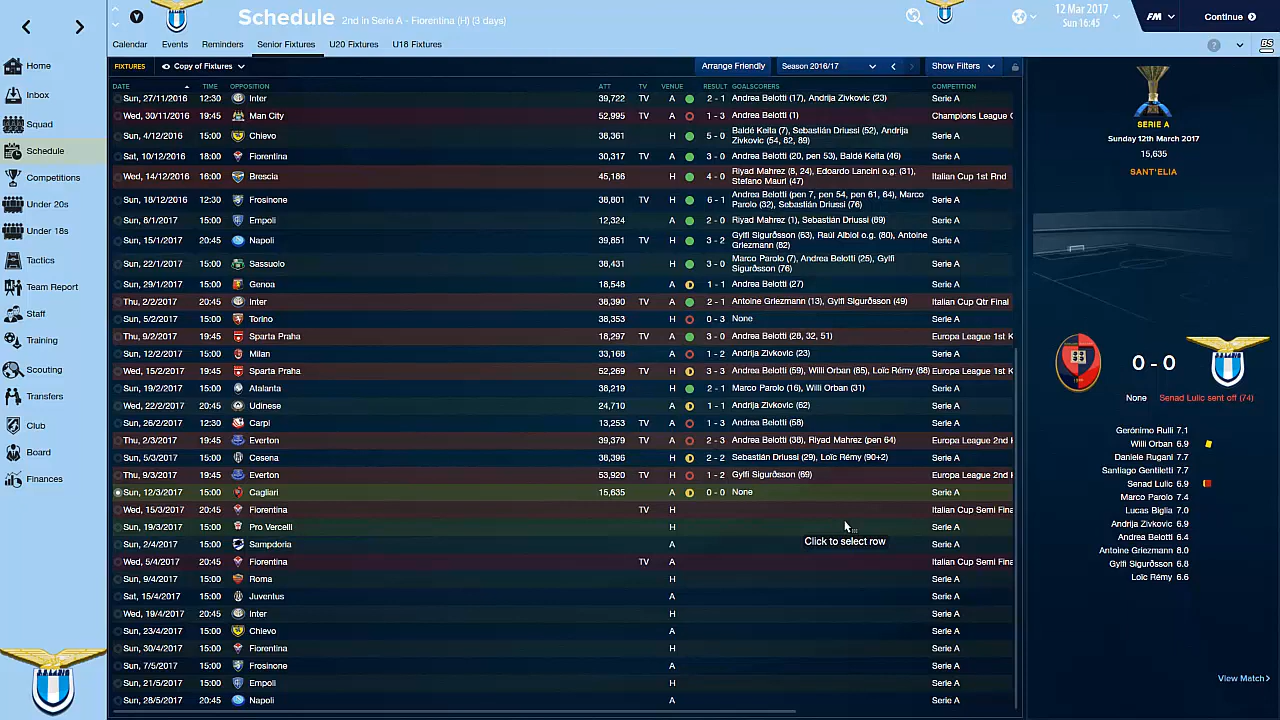 Schedule 2nd in Serie A - Fiorentina (H) (3 days)
12 Mar 2017
Sun 16:45
FM
Continue
Calendar Events Reminders Senior Fixtures U20 Fixtures U18 Fixtures
FIXTURES Copy of Fixtures Arrange Friendly Season 2016/17 Show Filters
Home
Inbox
Squad
Schedule
Competitions
Under 20s
Under 18s
Tactics
Team Report
Staff
Training
Scouting
Transfers
Club
Board
Finances
DATE TIME OPPOSITION ATT TV VENUE RESULT GOALSCORERS COMPETITION
Sun, 27/11/2016 12:30 Inter 39,722 TV A 2 - 1 Andrea Belotti (17), Andrija Zivkovic (23) Serie A
Wed, 30/11/2016 19:45 Man City 52,995 TV A 1 - 3 Andrea Belotti (1) Champions League G
Sun, 4/12/2016 15:00 Chievo 38,361 H 5 - 0 Baldé Keita (7), Sebastián Driussi (52), Andrija Zivkovic (54, 82, 89) Serie A
Sat, 10/12/2016 18:00 Fiorentina 30,317 TV A 3 - 0 Andrea Belotti (20, pen 53), Baldé Keita (46) Serie A
Wed, 14/12/2016 16:00 Brescia 45,186 H 4 - 0 Riyad Mahrez (8, 24), Edoardo Lancini o.g. (31), Stefano Mauri (47) Italian Cup 1st Rnd
Sun, 18/12/2016 12:30 Frosinone 38,801 TV H 6 - 1 Andrea Belotti (pen 7, pen 54, pen 61, 64), Marco Parolo (32), Sebastián Driussi (76) Serie A
Sun, 8/1/2017 15:00 Empoli 12,324 A 2 - 0 Riyad Mahrez (1), Sebastián Driussi (69) Serie A
Sun, 15/1/2017 20:45 Napoli 39,851 TV H 3 - 2 Gylfi Sigurðsson (63), Raúl Albiol o.g. (80), Antoine Griezmann (82) Serie A
Sun, 22/1/2017 15:00 Sassuolo 38,431 H 3 - 0 Marco Parolo (7), Andrea Belotti (25), Gylfi Sigurðsson (76) Serie A
Sun, 29/1/2017 15:00 Genoa 18,548 A 1 - 1 Andrea Belotti (27) Serie A
Thu, 2/2/2017 20:45 Inter 38,390 TV H 2 - 1 Antoine Griezmann (13), Gylfi Sigurðsson (49) Italian Cup Qtr Final
Sun, 5/2/2017 15:00 Torino 38,353 H 0 - 3 None Serie A
Thu, 9/2/2017 19:45 Sparta Praha 18,297 TV A 3 - 0 Andrea Belotti (28, 32, 51) Europa League 1st K
Sun, 12/2/2017 15:00 Milan 33,168 A 1 - 2 Andrija Zivkovic (23) Serie A
Wed, 15/2/2017 19:45 Sparta Praha 52,269 TV H 3 - 3 Andrea Belotti (59), Willi Orban (65), Loïc Rémy (88) Europa League 1st K
Sun, 19/2/2017 15:00 Atalanta 38,219 H 2 - 1 Marco Parolo (16), Willi Orban (31) Serie A
Wed, 22/2/2017 20:45 Udinese 24,710 A 1 - 1 Andrija Zivkovic (62) Serie A
Sun, 26/2/2017 12:30 Carpi 13,253 TV A 1 - 3 Andrea Belotti (58) Serie A
Thu, 2/3/2017 19:45 Everton 39,379 TV A 2 - 3 Andrea Belotti (38), Riyad Mahrez (pen 64) Europa League 2nd K
Sun, 5/3/2017 15:00 Cesena 38,396 H 2 - 2 Sebastián Driussi (29), Loïc Rémy (90+2) Serie A
Thu, 9/3/2017 19:45 Everton 53,920 TV H 1 - 2 Gylfi Sigurðsson (69) Europa League 2nd K
Sun, 12/3/2017 15:00 Cagliari 15,635 A 0 - 0 None Serie A
Wed, 15/3/2017 20:45 Fiorentina TV H Italian Cup Semi Fina
Sun, 19/3/2017 15:00 Pro Vercelli H Serie A
Sun, 2/4/2017 15:00 Sampdoria A Serie A
Wed, 5/4/2017 20:45 Fiorentina TV A Italian Cup Semi Fina
Sun, 9/4/2017 15:00 Roma H Serie A
Sat, 15/4/2017 15:00 Juventus A Serie A
Wed, 19/4/2017 20:45 Inter H Serie A
Sun, 23/4/2017 15:00 Chievo A Serie A
Sun, 30/4/2017 15:00 Fiorentina H Serie A
Sun, 7/5/2017 15:00 Frosinone A Serie A
Sun, 21/5/2017 15:00 Empoli H Serie A
Sun, 28/5/2017 20:45 Napoli A Serie A
Click to select row
SERIE A
Sunday 12th March 2017
15,635
SANT'ELIA
0 - 0
None Senad Lulic sent off (74)
Gerónimo Rulli 7.1
Willi Orban 6.9
Daniele Rugani 7.7
Santiago Gentiletti 7.7
Senad Lulic 6.9
Marco Parolo 7.4
Lucas Biglia 7.0
Andrija Zivkovic 6.9
Andrea Belotti 6.4
Antoine Griezmann 8.0
Gylfi Sigurðsson 6.8
Loïc Rémy 6.6
View Match